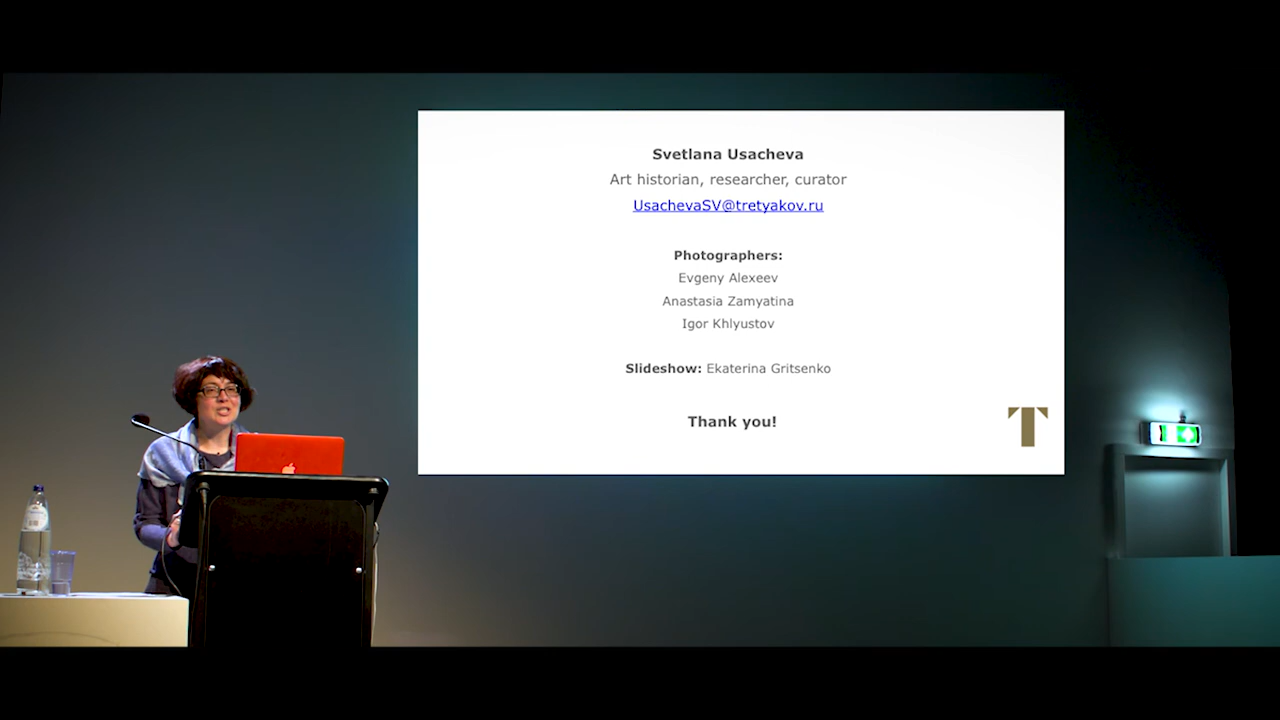 Svetlana Usacheva
Art historian, researcher, curator
UsachevaSV@tretyakov.ru
Photographers:
Evgeny Alexeev
Anastasia Zamyatina
Igor Khlyustov
Slideshow: Ekaterina Gritsenko
Thank you!
T